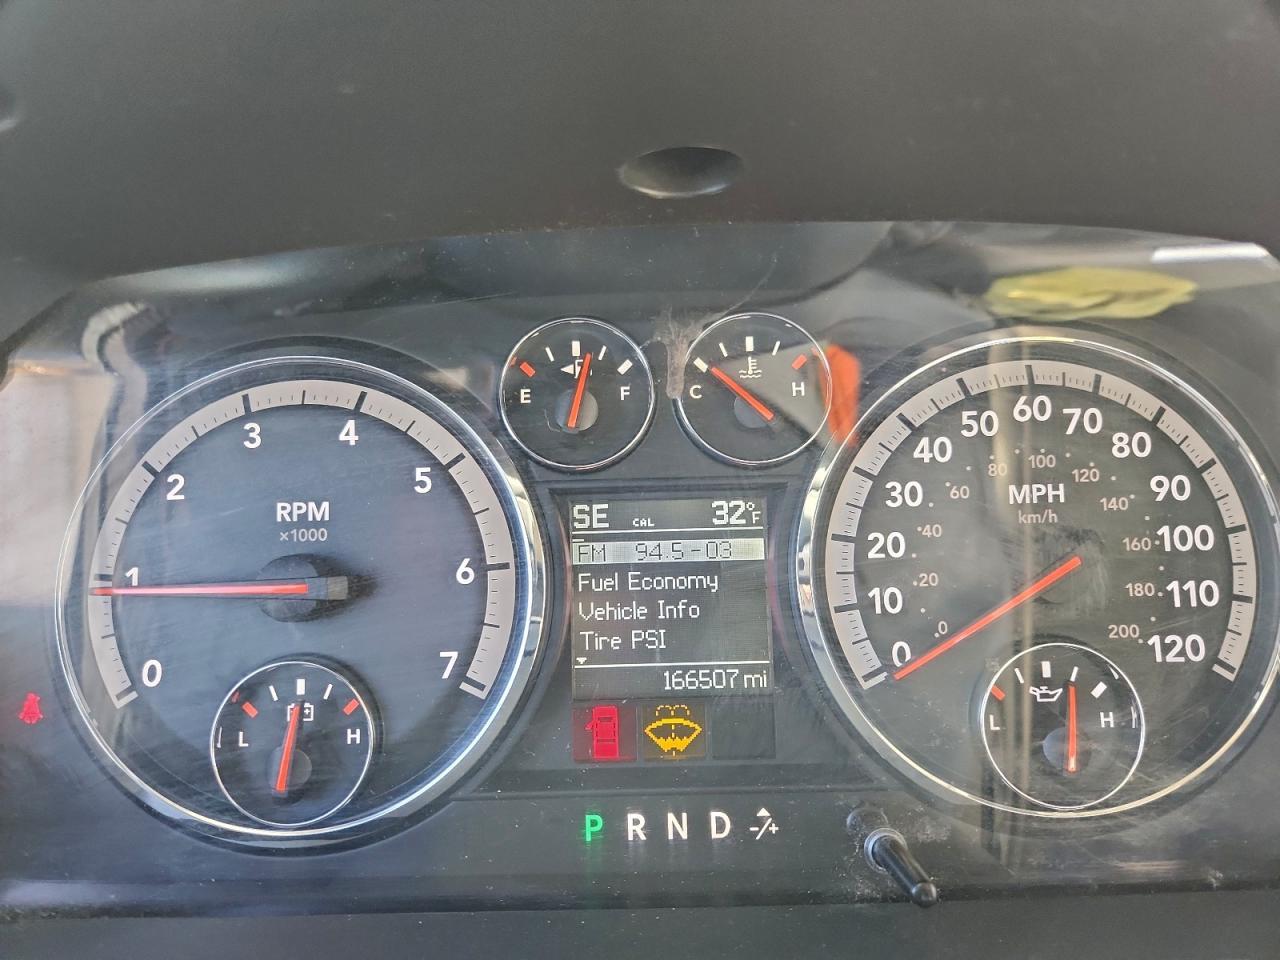 RPM
×1000
0
1
2
3
4
5
6
7
L H
E F
C H
SE CAL 32°F
FM 94.5-03
Fuel Economy
Vehicle Info
Tire PSI
166507 mi
P R N D -/+
MPH
km/h
0
10
20
30
40
50
60
70
80
90
100
110
120
0
20
40
60
80
100
120
140
160
180
200
L H